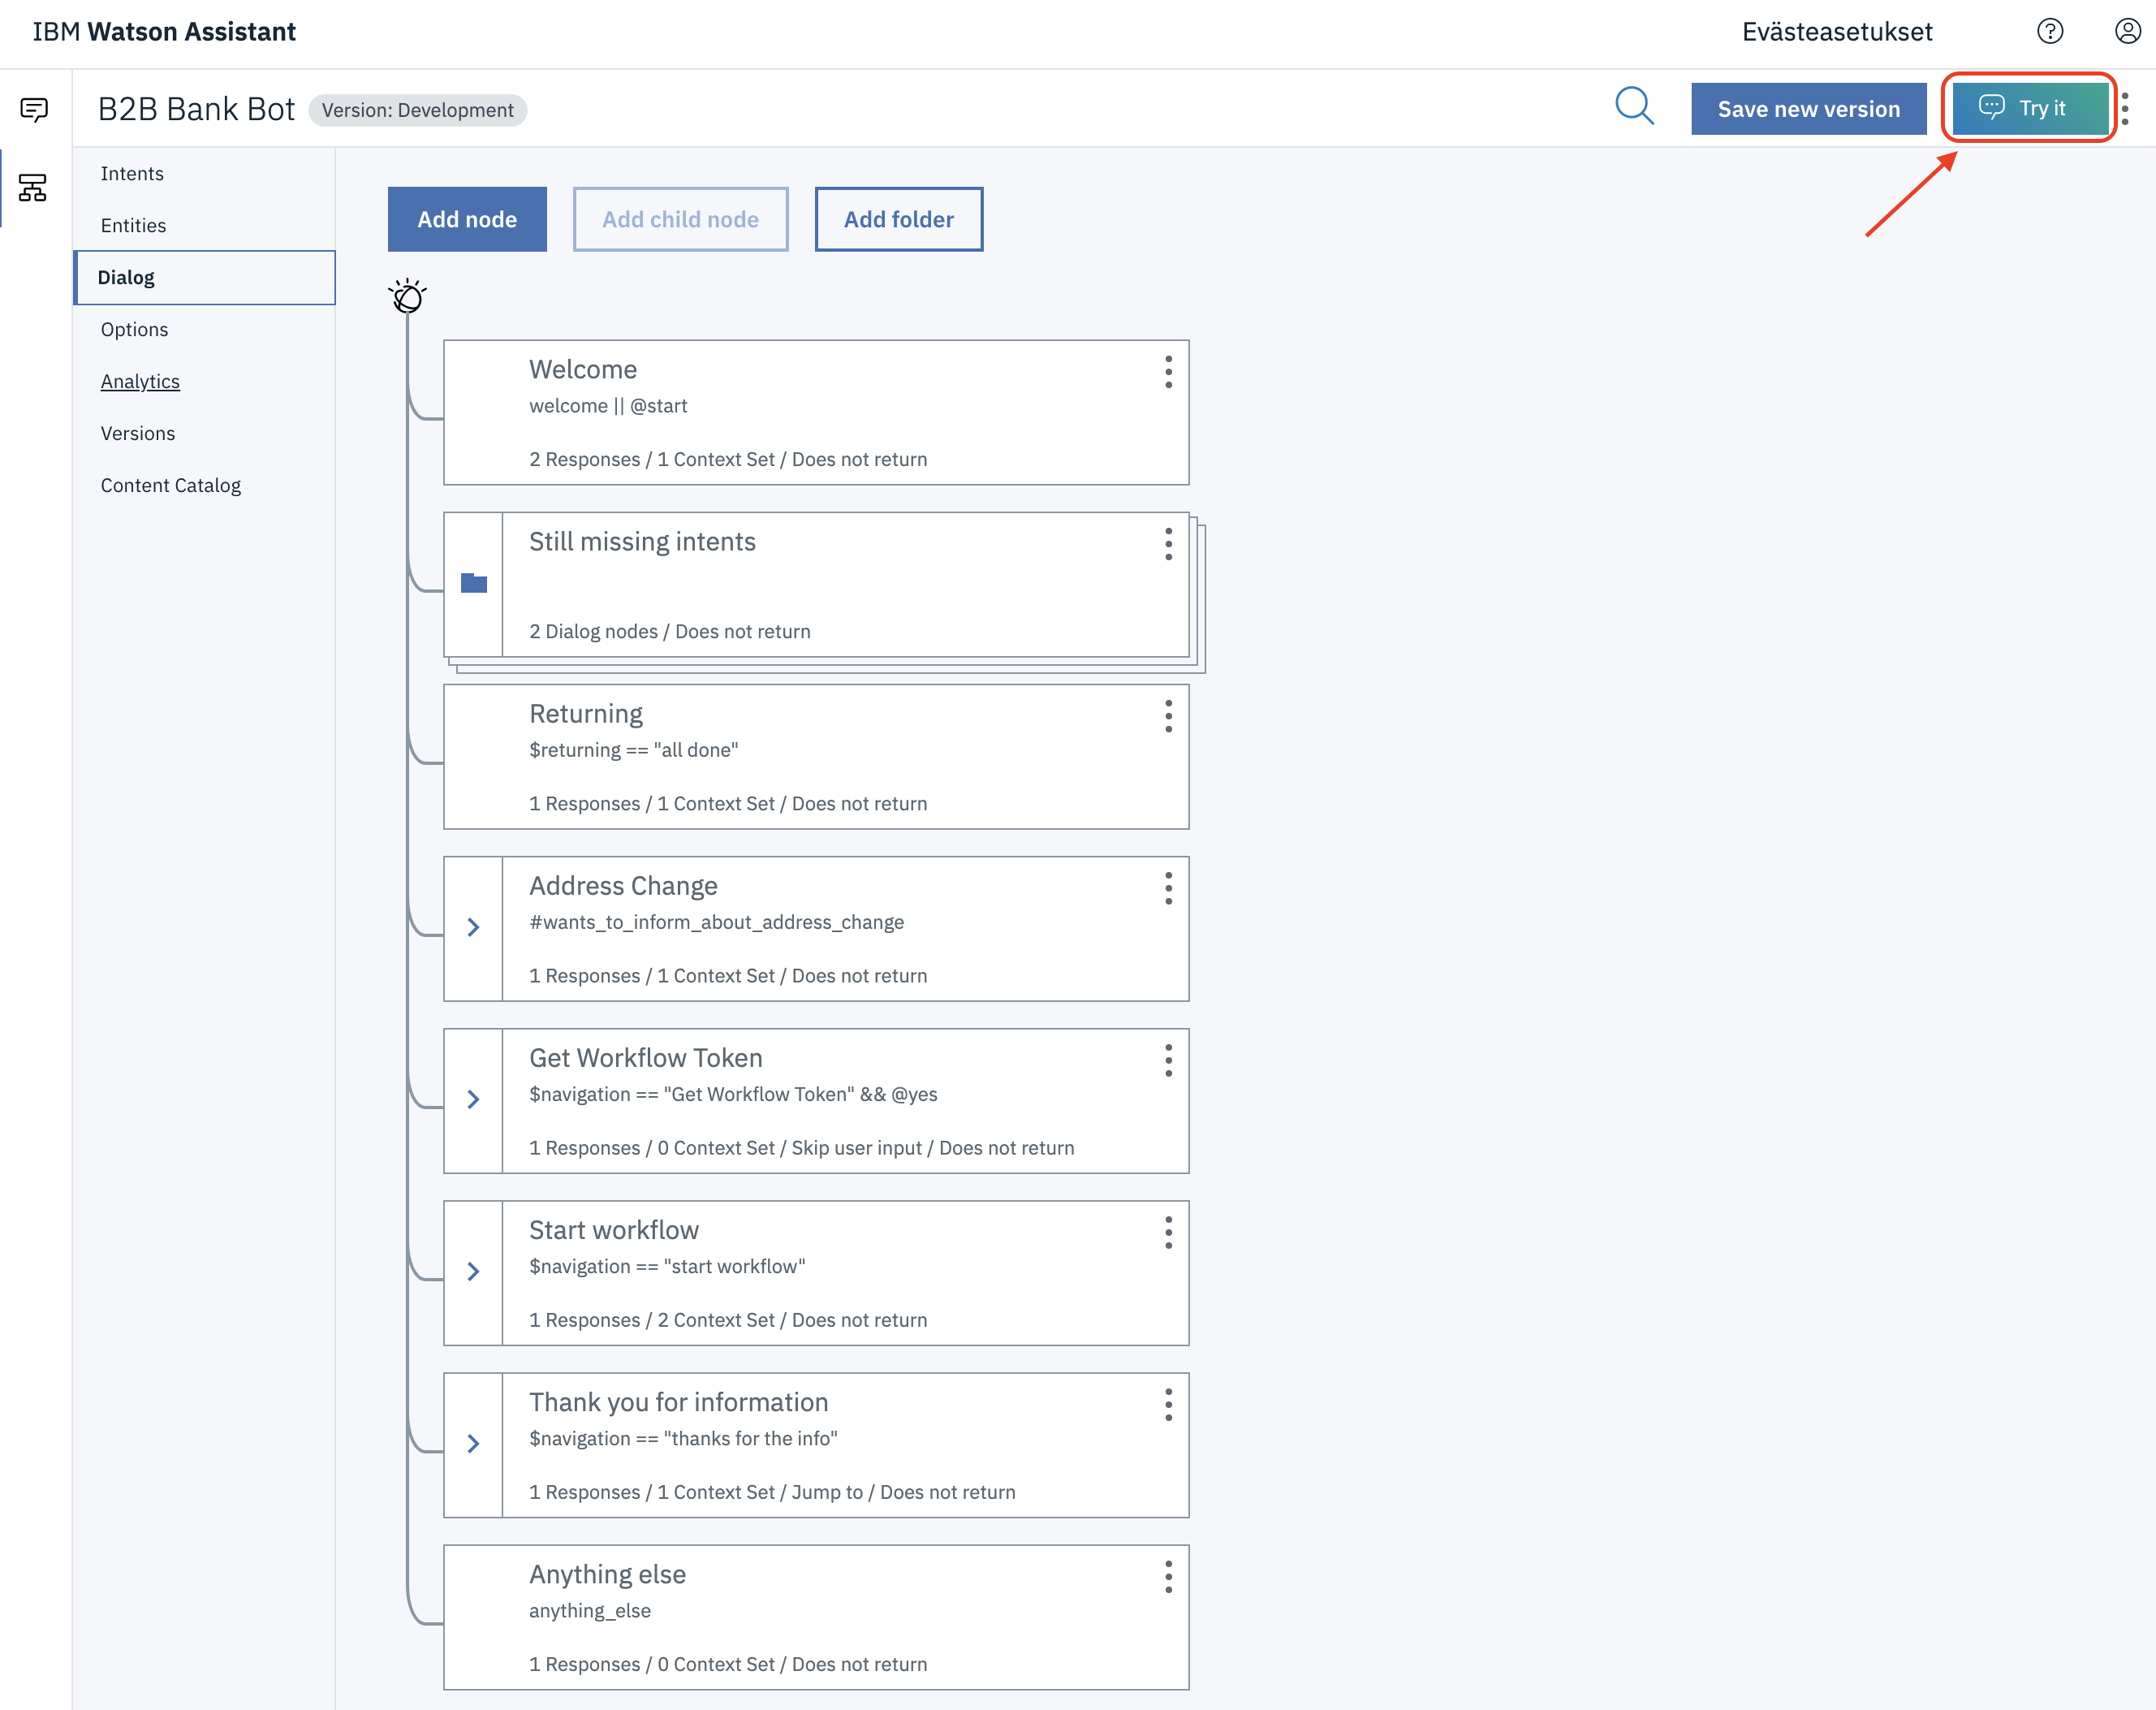 IBM Watson Assistant
Evästeasetukset
B2B Bank Bot
Version: Development
Save new version
Try it
Intents
Entities
Dialog
Options
Analytics
Versions
Content Catalog
Add node
Add child node
Add folder
Welcome
welcome || @start
2 Responses / 1 Context Set / Does not return
Still missing intents
2 Dialog nodes / Does not return
Returning
$returning == "all done"
1 Responses / 1 Context Set / Does not return
Address Change
#wants_to_inform_about_address_change
1 Responses / 1 Context Set / Does not return
Get Workflow Token
$navigation == "Get Workflow Token" && @yes
1 Responses / 0 Context Set / Skip user input / Does not return
Start workflow
$navigation == "start workflow"
1 Responses / 2 Context Set / Does not return
Thank you for information
$navigation == "thanks for the info"
1 Responses / 1 Context Set / Jump to / Does not return
Anything else
anything_else
1 Responses / 0 Context Set / Does not return